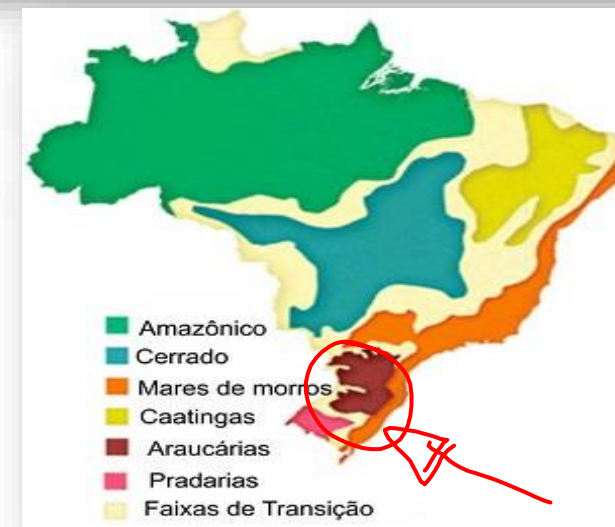 Amazônico
Cerrado
Mares de morros
Caatingas
Araucárias
Pradarias
Faixas de Transição